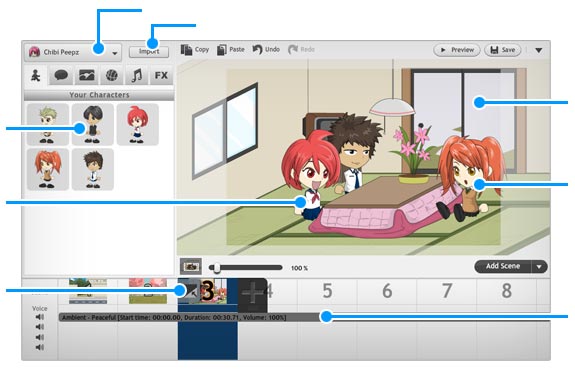 Chibi Peepz
Import
Copy
Paste
Undo
Redo
Preview
Save
FX
Your Characters
100 %
Add Scene
3 4 5 6 7 8
Voice
Ambient - Peaceful [Start time: 00:00.00, Duration: 00:30.71, Volume: 100%]